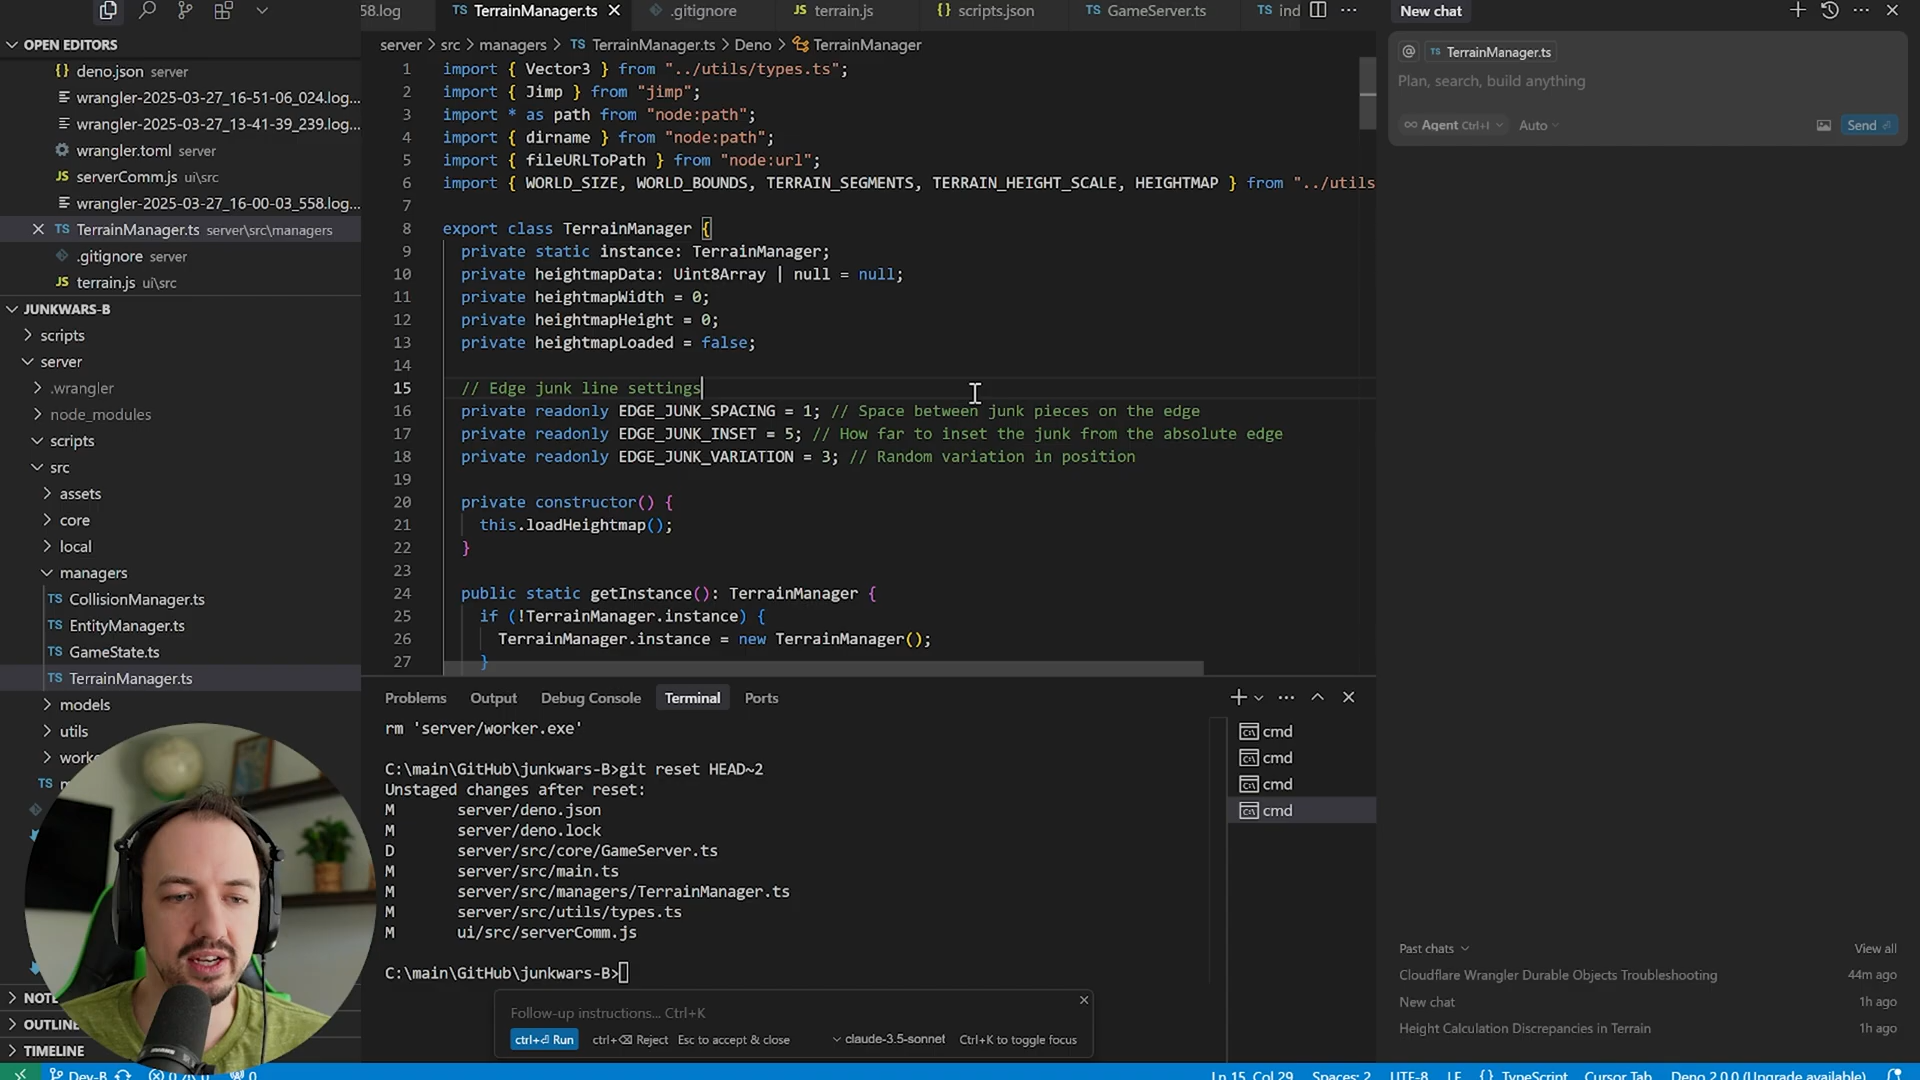 58.log
TS TerrainManager.ts
.gitignore
JS terrain.js
{} scripts.json
TS GameServer.ts
TS ind
New chat
OPEN EDITORS
{} deno.json server
wrangler-2025-03-27_16-51-06_024.log...
wrangler-2025-03-27_13-41-39_239.log...
wrangler.toml server
JS serverComm.js ui\src
wrangler-2025-03-27_16-00-03_558.log...
TS TerrainManager.ts server\src\managers
.gitignore server
JS terrain.js ui\src
JUNKWARS-B
scripts
server
.wrangler
node_modules
scripts
src
assets
core
local
managers
TS CollisionManager.ts
TS EntityManager.ts
TS GameState.ts
TS TerrainManager.ts
models
utils
TS
OUTLINE
TIMELINE
server > src > managers > TS TerrainManager.ts > Deno > TerrainManager
1 import { Vector3 } from "../utils/types.ts";
2 import { Jimp } from "jimp";
3 import * as path from "node:path";
4 import { dirname } from "node:path";
5 import { fileURLToPath } from "node:url";
6 import { WORLD_SIZE, WORLD_BOUNDS, TERRAIN_SEGMENTS, TERRAIN_HEIGHT_SCALE, HEIGHTMAP } from "../utils
7
8 export class TerrainManager {
9 private static instance: TerrainManager;
10 private heightmapData: Uint8Array | null = null;
11 private heightmapWidth = 0;
12 private heightmapHeight = 0;
13 private heightmapLoaded = false;
14
15 // Edge junk line settings
16 private readonly EDGE_JUNK_SPACING = 1; // Space between junk pieces on the edge
17 private readonly EDGE_JUNK_INSET = 5; // How far to inset the junk from the absolute edge
18 private readonly EDGE_JUNK_VARIATION = 3; // Random variation in position
19
20 private constructor() {
21 this.loadHeightmap();
22 }
23
24 public static getInstance(): TerrainManager {
25 if (!TerrainManager.instance) {
26 TerrainManager.instance = new TerrainManager();
27 }
Problems Output Debug Console Terminal Ports
rm 'server/worker.exe'
C:\main\GitHub\junkwars-B>git reset HEAD~2
Unstaged changes after reset:
M server/deno.json
M server/deno.lock
D server/src/core/GameServer.ts
M server/src/main.ts
M server/src/managers/TerrainManager.ts
M server/src/utils/types.ts
M ui/src/serverComm.js
C:\main\GitHub\junkwars-B>
cmd
cmd
cmd
cmd
Follow-up instructions... Ctrl+K
ctrl+⏎ Run ctrl+⌫ Reject Esc to accept & close claude-3.5-sonnet Ctrl+K to toggle focus
@ TS TerrainManager.ts
Plan, search, build anything
∞ Agent Ctrl+I Auto Send ⏎
Past chats View all
Cloudflare Wrangler Durable Objects Troubleshooting 44m ago
New chat 1h ago
Height Calculation Discrepancies in Terrain 1h ago
Dev-B
Ln 15, Col 29 Spaces: 2 UTF-8 LF {} TypeScript Cursor Tab Deno 2.0.0 (Upgrade available)